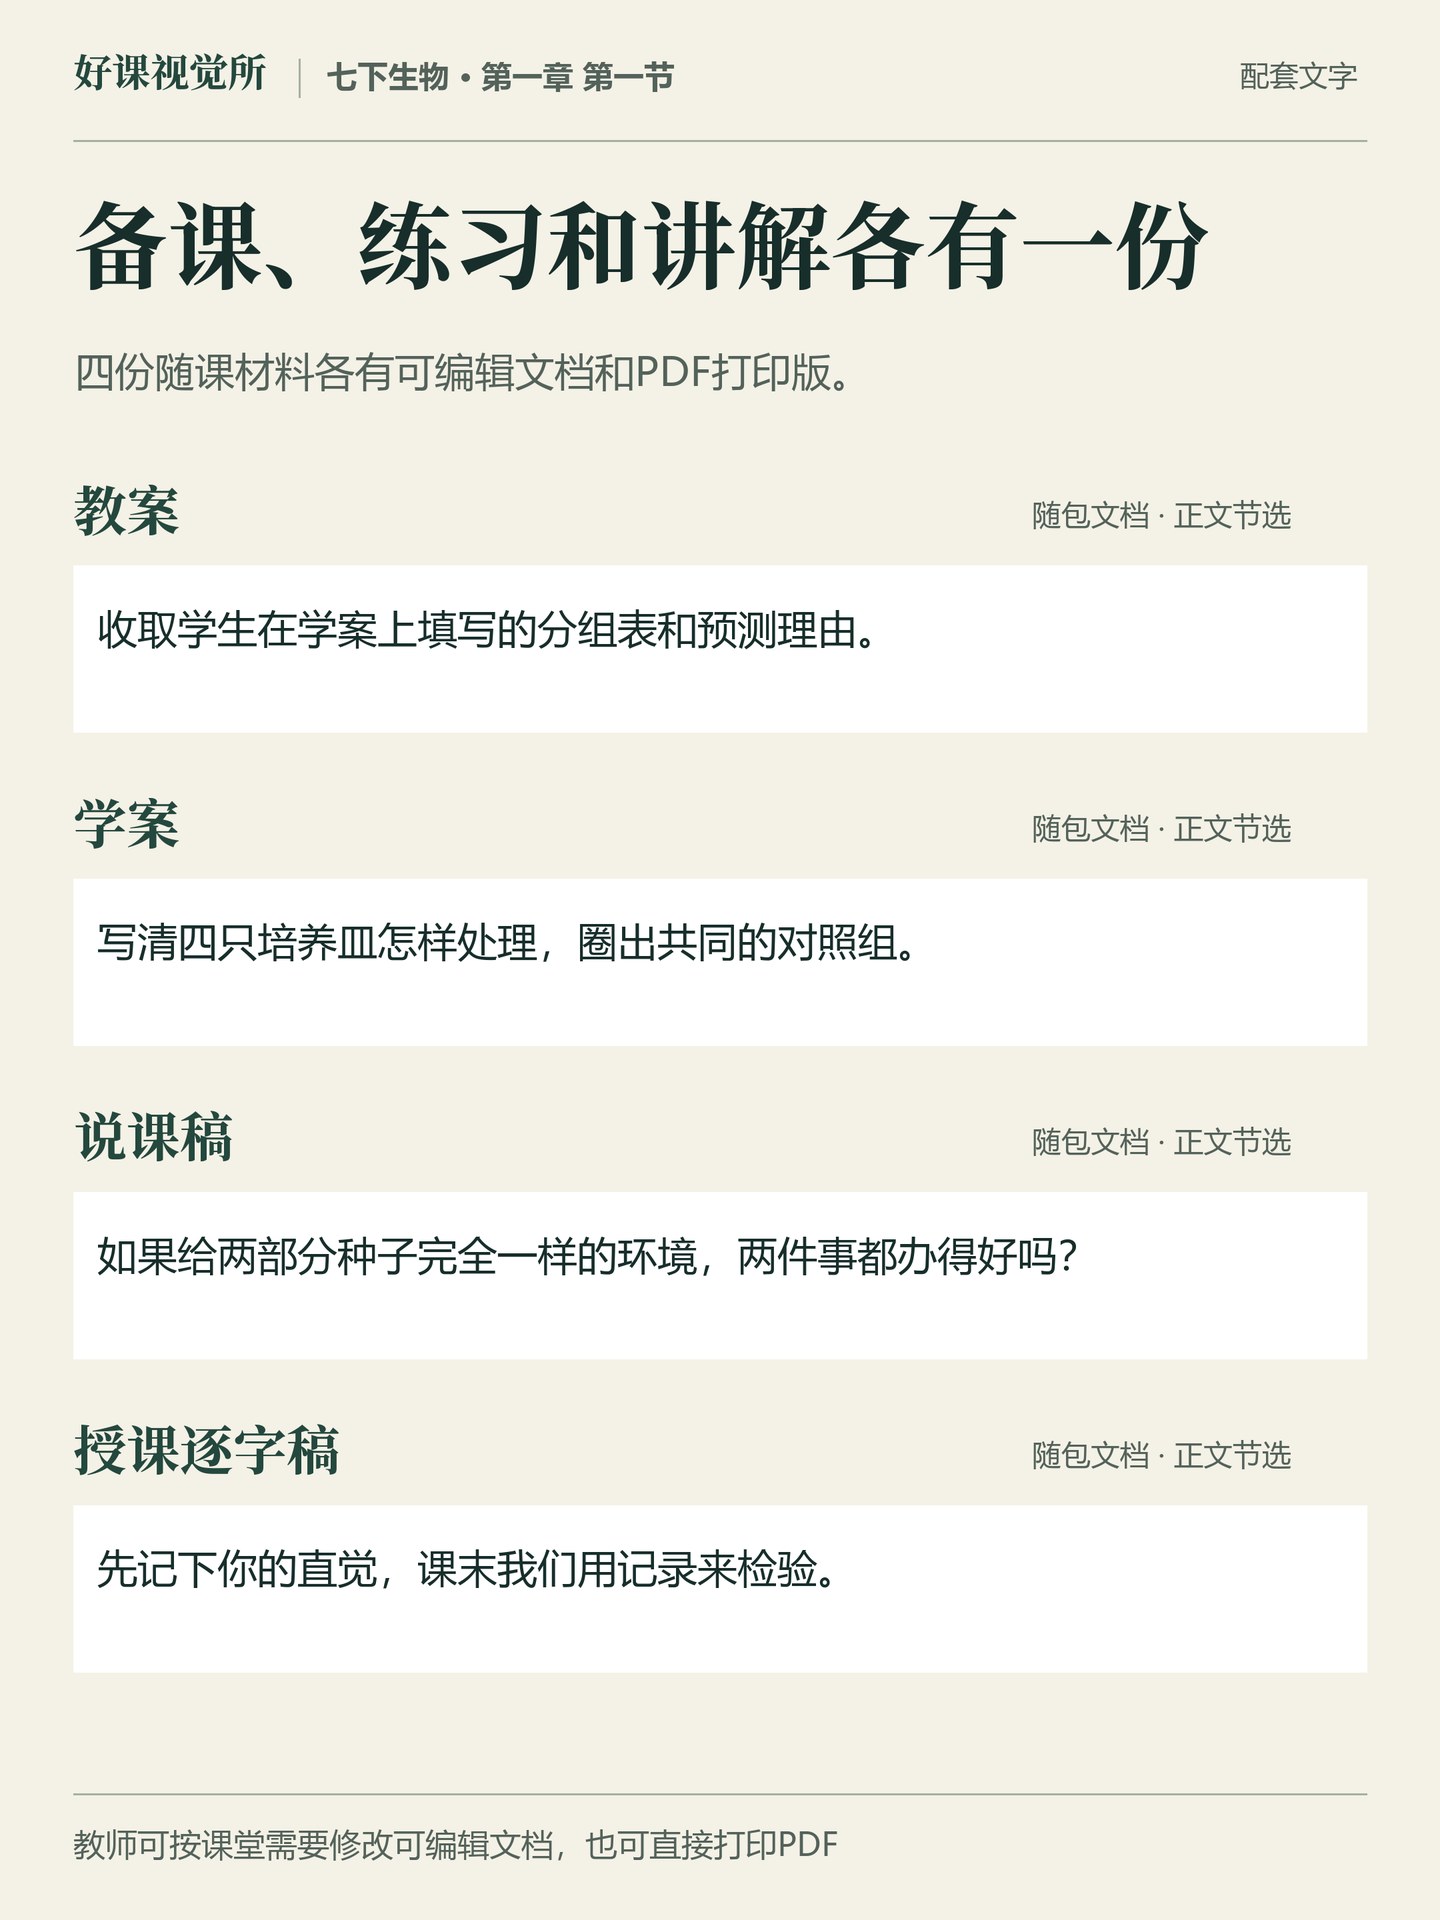 好课视觉所 七下生物·第一章 第一节 配套文字
备课、练习和讲解各有一份
四份随课材料各有可编辑文档和PDF打印版。
教案 随包文档·正文节选
收取学生在学案上填写的分组表和预测理由。
学案 随包文档·正文节选
写清四只培养皿怎样处理，圈出共同的对照组。
说课稿 随包文档·正文节选
如果给两部分种子完全一样的环境，两件事都办得好吗？
授课逐字稿 随包文档·正文节选
先记下你的直觉，课末我们用记录来检验。
教师可按课堂需要修改可编辑文档，也可直接打印PDF